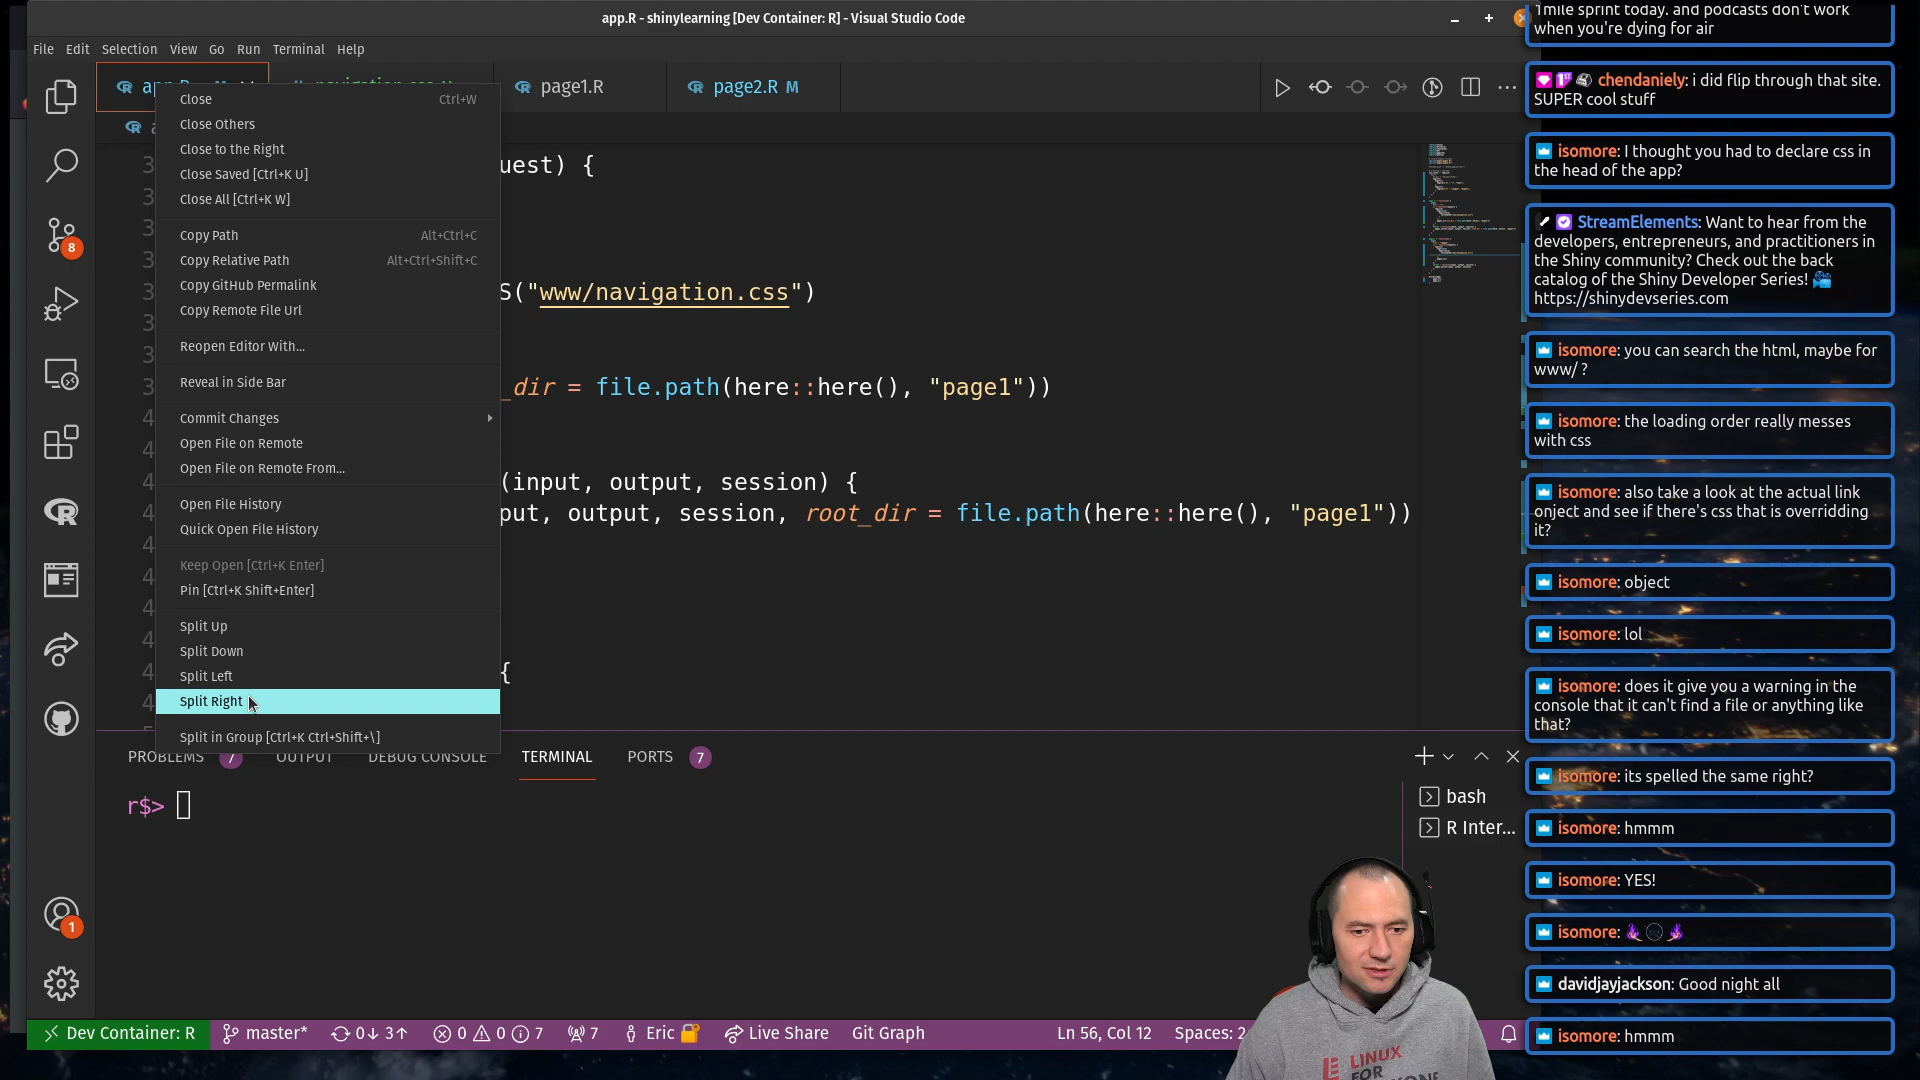 app.R - shinylearning [Dev Container: R] - Visual Studio Code
File Edit Selection View Go Run Terminal Help
page1.R
page2.R M
Close Ctrl+W
Close Others
Close to the Right
Close Saved [Ctrl+K U]
Close All [Ctrl+K W]
Copy Path Alt+Ctrl+C
Copy Relative Path Alt+Ctrl+Shift+C
Copy GitHub Permalink
Copy Remote File Url
Reopen Editor With...
Reveal in Side Bar
Commit Changes
Open File on Remote
Open File on Remote From...
Open File History
Quick Open File History
Keep Open [Ctrl+K Enter]
Pin [Ctrl+K Shift+Enter]
Split Up
Split Down
Split Left
Split Right
Split in Group [Ctrl+K Ctrl+Shift+\]
uest) {
S("www/navigation.css")
_dir = file.path(here::here(), "page1"))
(input, output, session) {
put, output, session, root_dir = file.path(here::here(), "page1"))
{
8
1
PROBLEMS 7 OUTPUT DEBUG CONSOLE TERMINAL PORTS 7
r$>
bash
R Inter...
Dev Container: R master* 0↓ 3↑ 0 0 7 7 Eric Live Share Git Graph Ln 56, Col 12 Spaces: 2
LINUX
FOR
1mile sprint today. and podcasts don't work
when you're dying for air
chendaniely: i did flip through that site.
SUPER cool stuff
isomore: I thought you had to declare css in
the head of the app?
StreamElements: Want to hear from the
developers, entrepreneurs, and practitioners in
the Shiny community? Check out the back
catalog of the Shiny Developer Series!
https://shinydevseries.com
isomore: you can search the html, maybe for
www/ ?
isomore: the loading order really messes
with css
isomore: also take a look at the actual link
onject and see if there's css that is overridding
it?
isomore: object
isomore: lol
isomore: does it give you a warning in the
console that it can't find a file or anything like
that?
isomore: its spelled the same right?
isomore: hmmm
isomore: YES!
isomore:
davidjayjackson: Good night all
isomore: hmmm